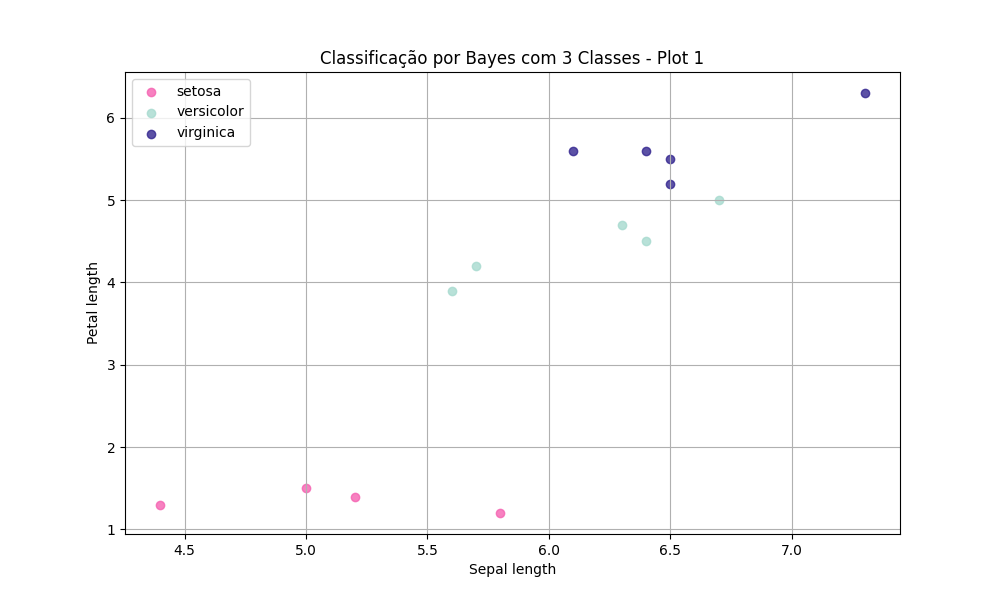 Classificação por Bayes com 3 Classes - Plot 1
setosa
versicolor
virginica
6
5
4
3
2
1
Petal length
4.5 5.0 5.5 6.0 6.5 7.0
Sepal length